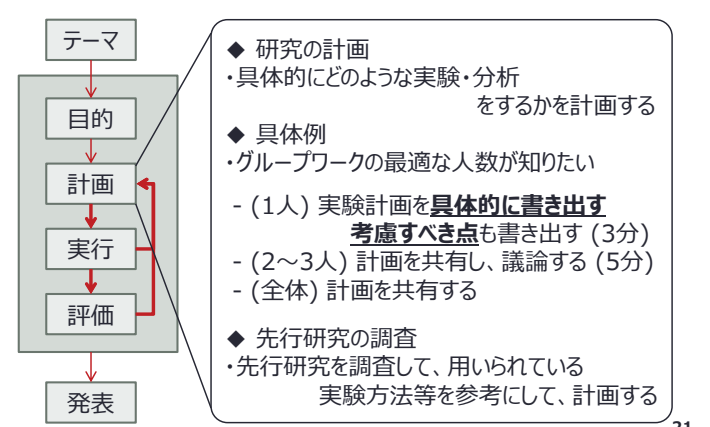 テーマ
目的
計画
実行
評価
発表
◆ 研究の計画
・具体的にどのような実験・分析
をするかを計画する
◆ 具体例
・グループワークの最適な人数が知りたい
- (1人) 実験計画を具体的に書き出す
考慮すべき点も書き出す (3分)
- (2～3人) 計画を共有し、議論する (5分)
- (全体) 計画を共有する
◆ 先行研究の調査
・先行研究を調査して、用いられている
実験方法等を参考にして、計画する